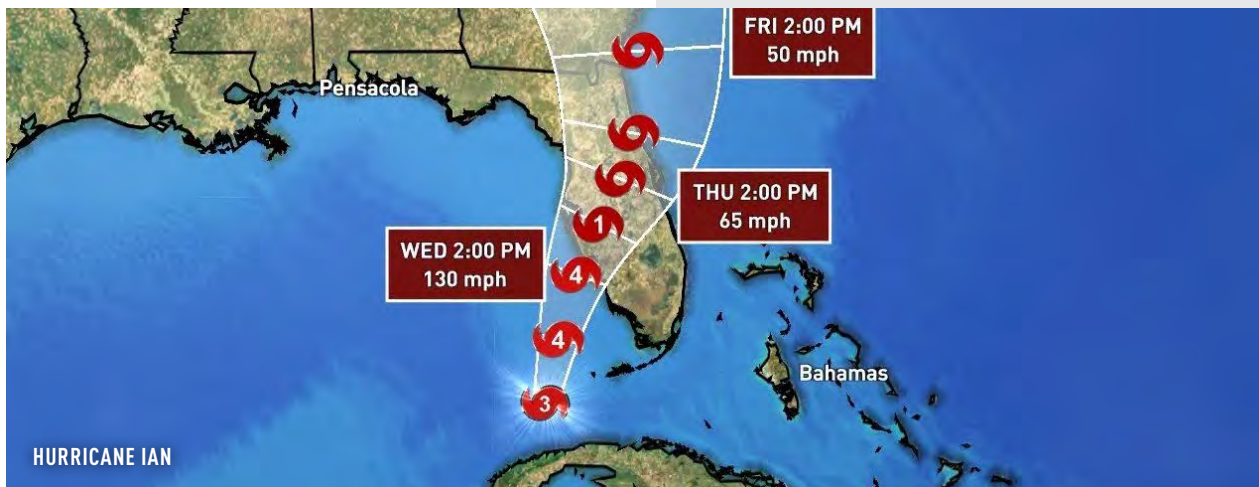 FRI 2:00 PM
50 mph
Pensacola
THU 2:00 PM
65 mph
1
WED 2:00 PM
130 mph
4
4
Bahamas
3
HURRICANE IAN